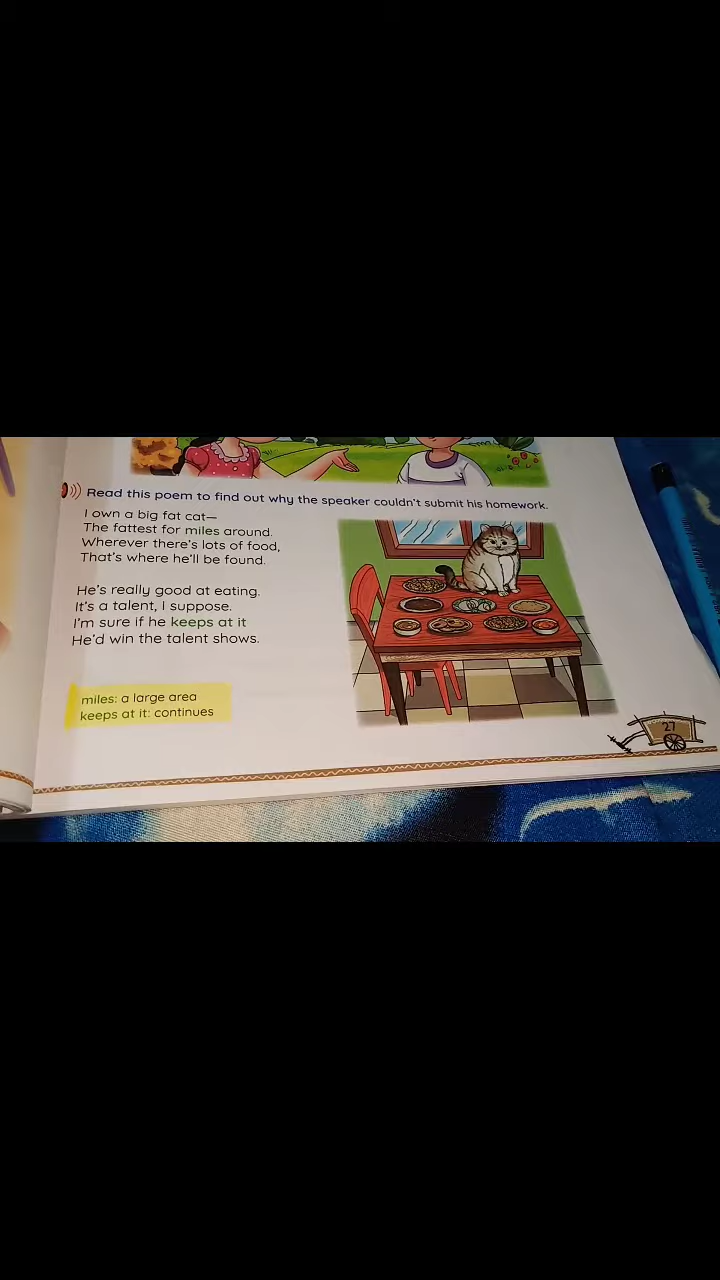 Read this poem to find out why the speaker couldn't submit his homework.
I own a big fat cat—
The fattest for miles around.
Wherever there's lots of food,
That's where he'll be found.
He's really good at eating.
It's a talent, I suppose.
I'm sure if he keeps at it
He'd win the talent shows.
miles: a large area
keeps at it: continues
27